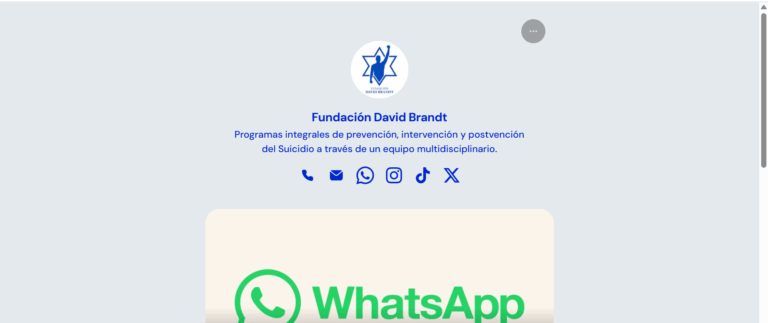 FUNDACIÓN
DAVID BRANDT
Fundación David Brandt
Programas integrales de prevención, intervención y postvención
del Suicidio a través de un equipo multidisciplinario.
WhatsApp